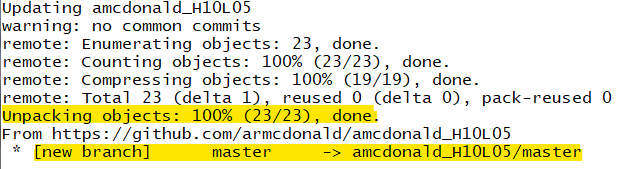 Updating amcdonald_H10L05
warning: no common commits
remote: Enumerating objects: 23, done.
remote: Counting objects: 100% (23/23), done.
remote: Compressing objects: 100% (19/19), done.
remote: Total 23 (delta 1), reused 0 (delta 0), pack-reused 0
Unpacking objects: 100% (23/23), done.
From https://github.com/armcdonald/amcdonald_H10L05
 * [new branch]      master     -> amcdonald_H10L05/master